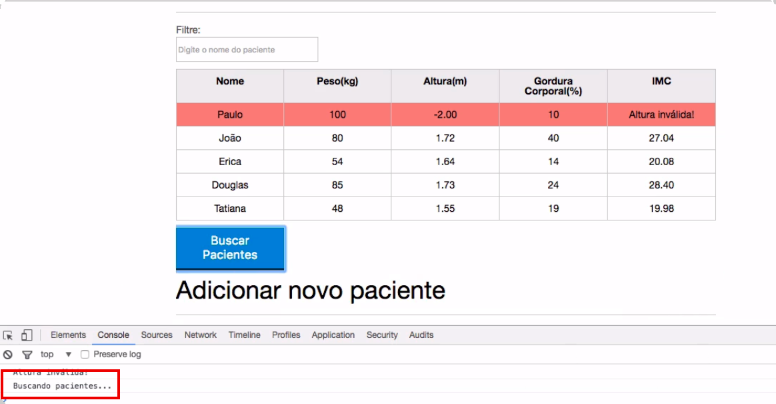 Filtre:
Digite o nome do paciente
Nome Peso(kg) Altura(m) Gordura Corporal(%) IMC
Paulo 100 -2.00 10 Altura inválida!
João 80 1.72 40 27.04
Erica 54 1.64 14 20.08
Douglas 85 1.73 24 28.40
Tatiana 48 1.55 19 19.98
Buscar
Pacientes
Adicionar novo paciente
Elements Console Sources Network Timeline Profiles Application Security Audits
top Preserve log
Altura inválida!
Buscando pacientes...